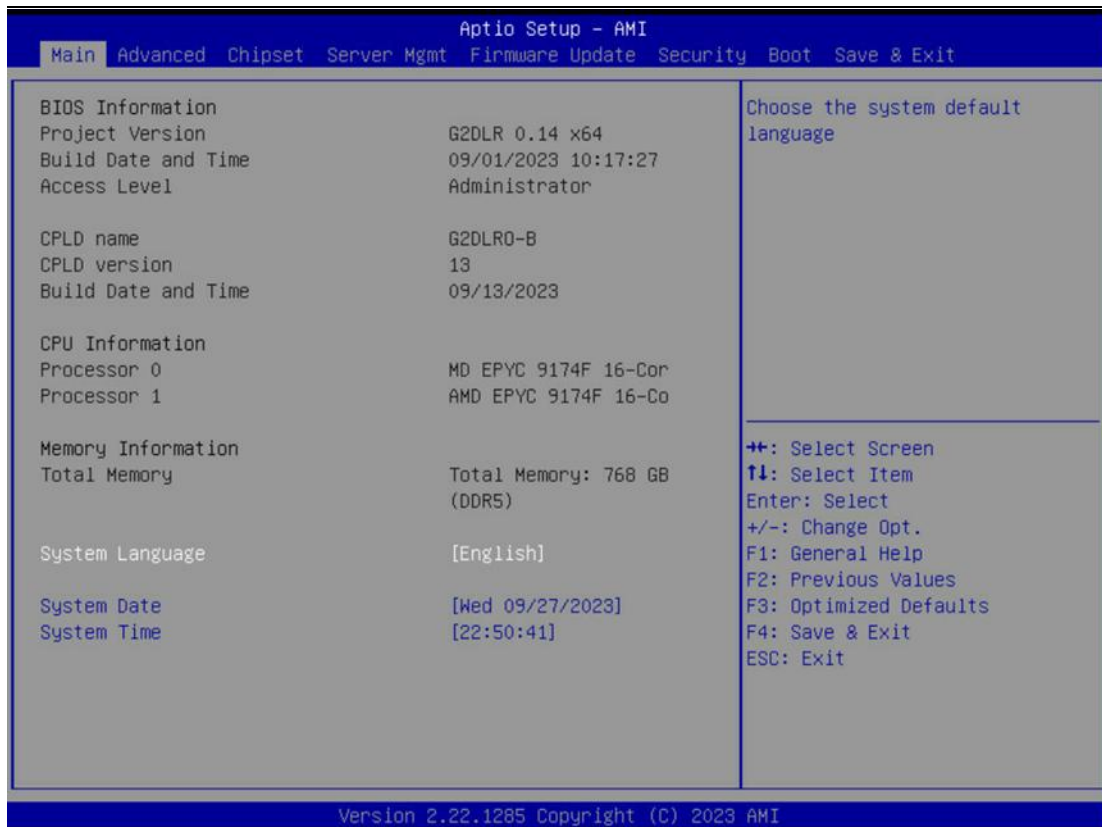 Aptio Setup – AMI
Main Advanced Chipset Server Mgmt Firmware Update Security Boot Save & Exit
BIOS Information
Project Version G2DLR 0.14 x64
Build Date and Time 09/01/2023 10:17:27
Access Level Administrator
CPLD name G2DLRO-B
CPLD version 13
Build Date and Time 09/13/2023
CPU Information
Processor 0 MD EPYC 9174F 16-Cor
Processor 1 AMD EPYC 9174F 16-Co
Memory Information
Total Memory Total Memory: 768 GB
(DDR5)
System Language [English]
System Date [Wed 09/27/2023]
System Time [22:50:41]
Choose the system default
language
→←: Select Screen
↑↓: Select Item
Enter: Select
+/-: Change Opt.
F1: General Help
F2: Previous Values
F3: Optimized Defaults
F4: Save & Exit
ESC: Exit
Version 2.22.1285 Copyright (C) 2023 AMI